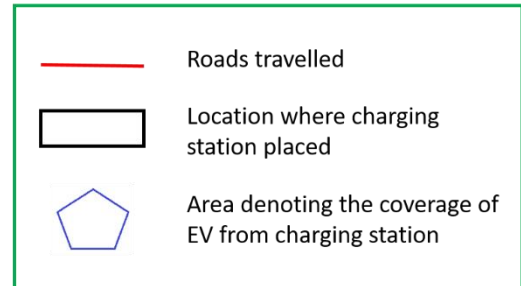 Roads travelled
Location where charging
station placed
Area denoting the coverage of
EV from charging station